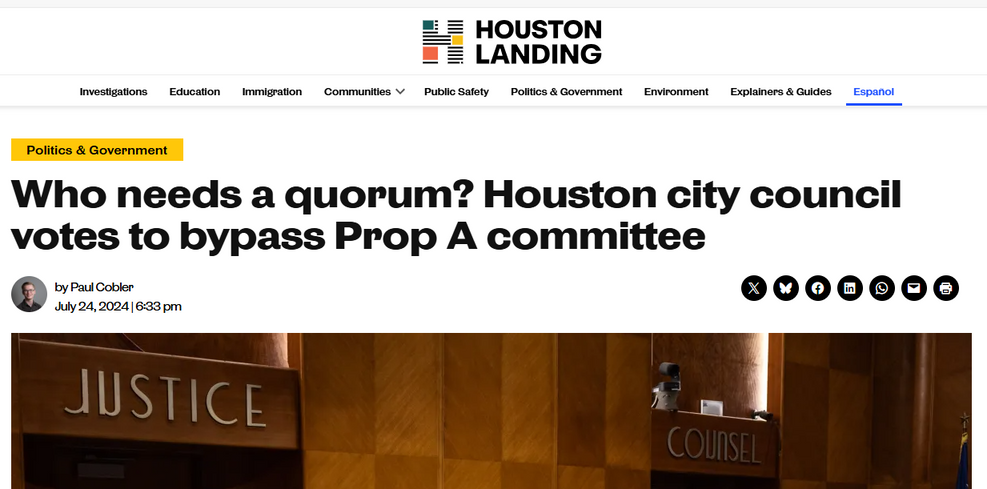 HOUSTON
LANDING
Investigations Education Immigration Communities Public Safety Politics & Government Environment Explainers & Guides Español
Politics & Government
Who needs a quorum? Houston city council
votes to bypass Prop A committee
by Paul Cobler
July 24, 2024 | 6:33 pm
JUSTICE
COUNSEL